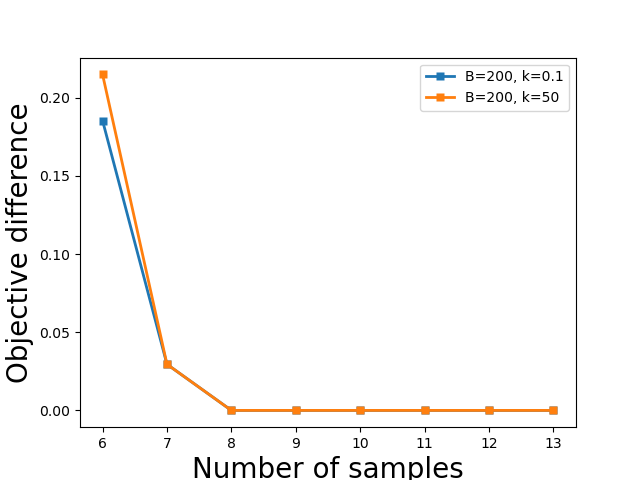 B=200, k=0.1
B=200, k=50
Objective difference
0.20
0.15
0.10
0.05
0.00
6 7 8 9 10 11 12 13
Number of samples